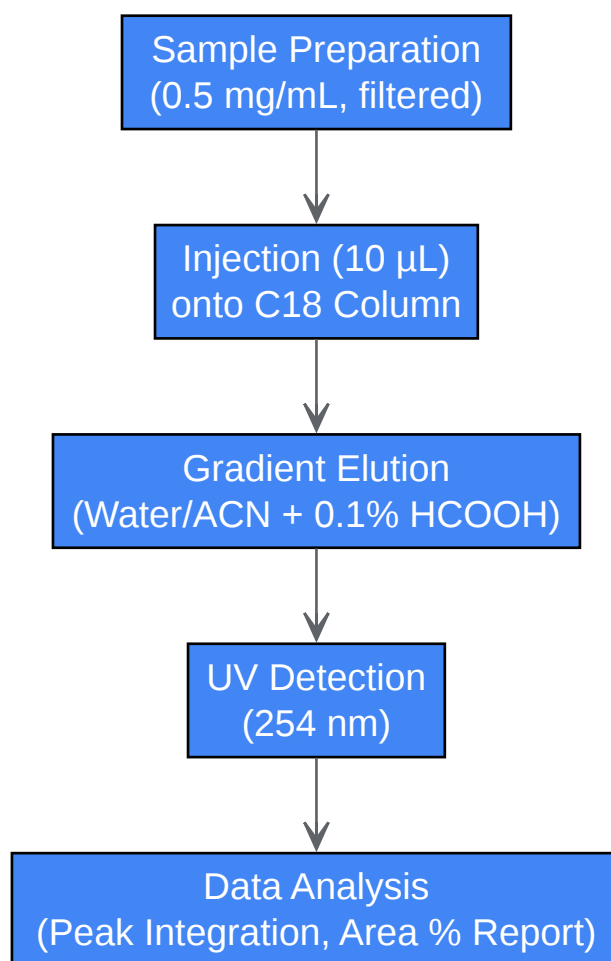 Sample Preparation
(0.5 mg/mL, filtered)
Injection (10 µL)
onto C18 Column
Gradient Elution
(Water/ACN + 0.1% HCOOH)
UV Detection
(254 nm)
Data Analysis
(Peak Integration, Area % Report)